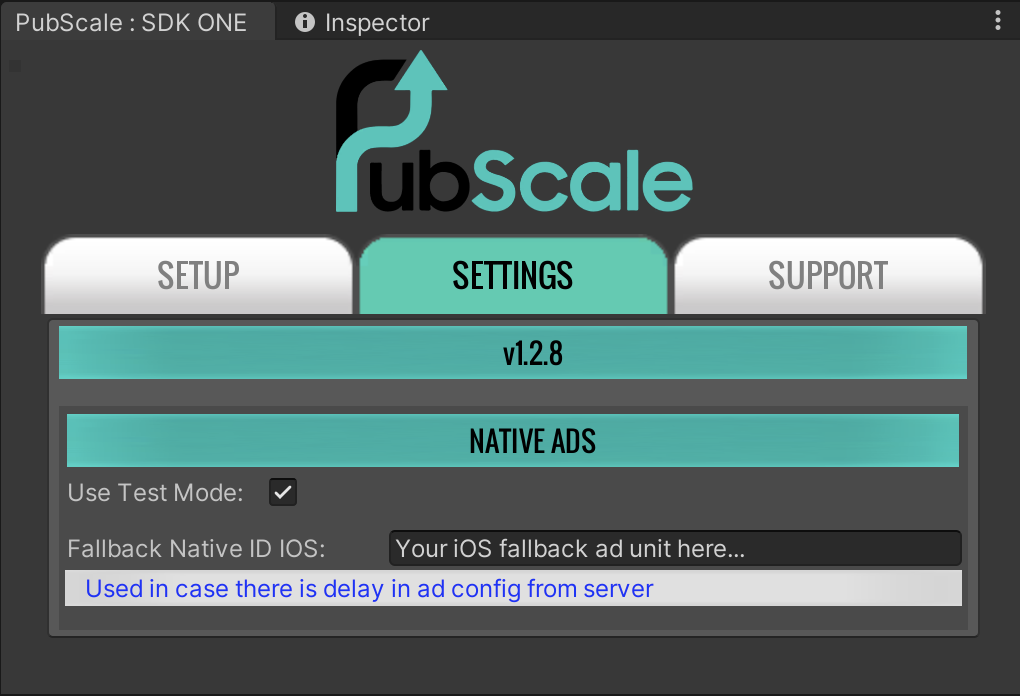 PubScale : SDK ONE
Inspector
PubScale
SETUP
SETTINGS
SUPPORT
v1.2.8
NATIVE ADS
Use Test Mode:
Fallback Native ID IOS:
Your iOS fallback ad unit here...
Used in case there is delay in ad config from server